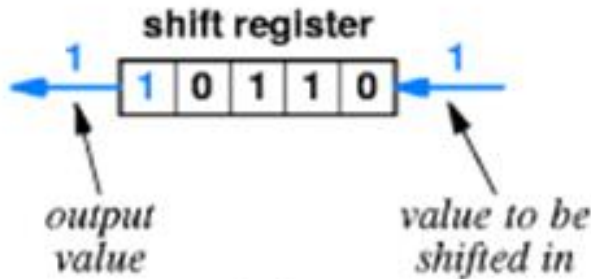 shift register
1 1
1 0 1 1 0
output value
value to be shifted in